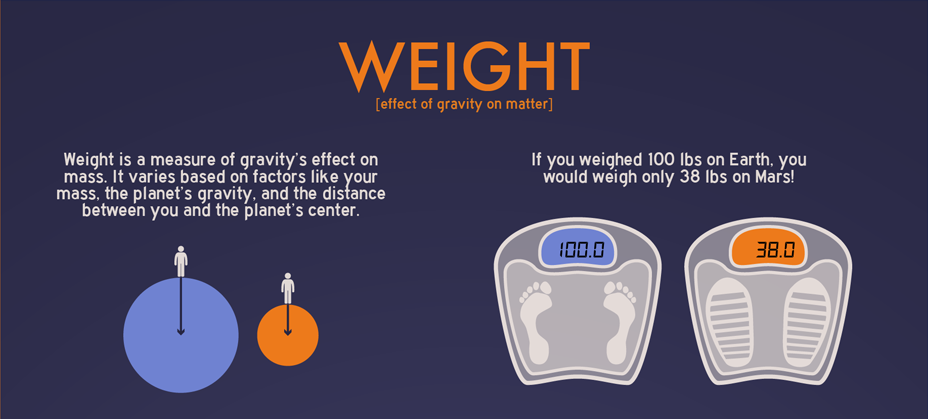 WEIGHT
[effect of gravity on matter]
Weight is a measure of gravity's effect on
mass. It varies based on factors like your
mass, the planet's gravity, and the distance
between you and the planet's center.
If you weighed 100 lbs on Earth, you
would weigh only 38 lbs on Mars!
100.0
38.0